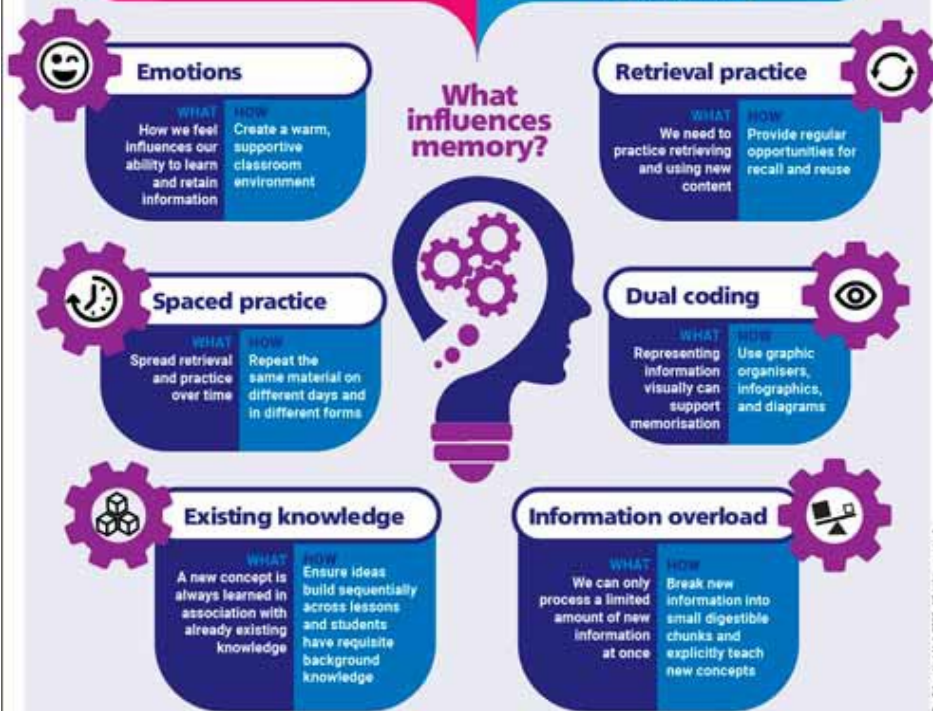 What
influences
memory?
Emotions
WHAT
How we feel
influences our
ability to learn
and retain
information
HOW
Create a warm,
supportive
classroom
environment
Retrieval practice
WHAT
We need to
practice retrieving
and using new
content
HOW
Provide regular
opportunities for
recall and reuse
Spaced practice
WHAT
Spread retrieval
and practice
over time
HOW
Repeat the
same material on
different days and
in different forms
Dual coding
WHAT
Representing
information
visually can
support
memorisation
HOW
Use graphic
organisers,
infographics,
and diagrams
Existing knowledge
WHAT
A new concept is
always learned in
association with
already existing
knowledge
HOW
Ensure ideas
build sequentially
across lessons
and students
have requisite
background
knowledge
Information overload
WHAT
We can only
process a limited
amount of new
information
at once
HOW
Break new
information into
small digestible
chunks and
explicitly teach
new concepts